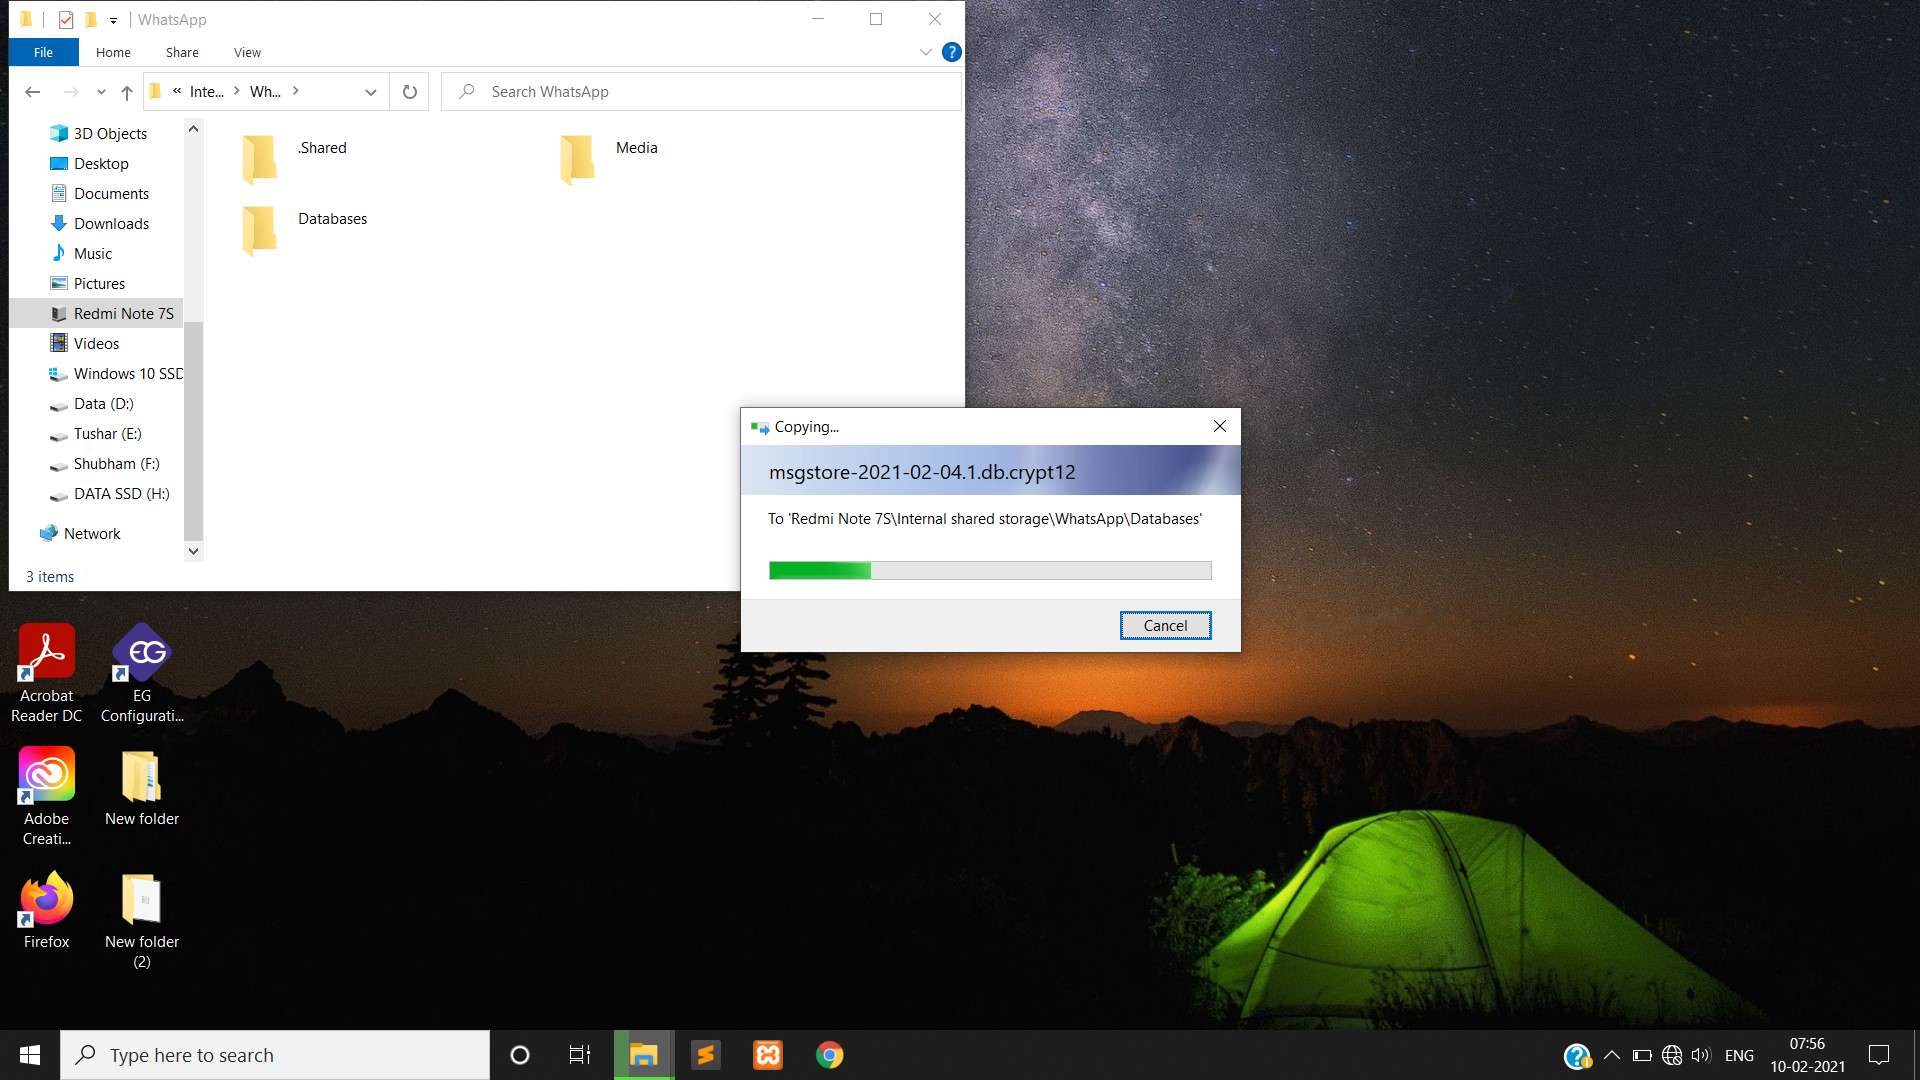 WhatsApp
File Home Share View
« Inte... > Wh... >
Search WhatsApp
3D Objects
Desktop
Documents
Downloads
Music
Pictures
Redmi Note 7S
Videos
Windows 10 SSD
Data (D:)
Tushar (E:)
Shubham (F:)
DATA SSD (H:)
Network
3 items
.Shared
Media
Databases
Copying...
msgstore-2021-02-04.1.db.crypt12
To 'Redmi Note 7S\Internal shared storage\WhatsApp\Databases'
Cancel
Acrobat
Reader DC
EG
Configurati...
Adobe
Creati...
New folder
Firefox
New folder
(2)
Type here to search
ENG
07:56
10-02-2021